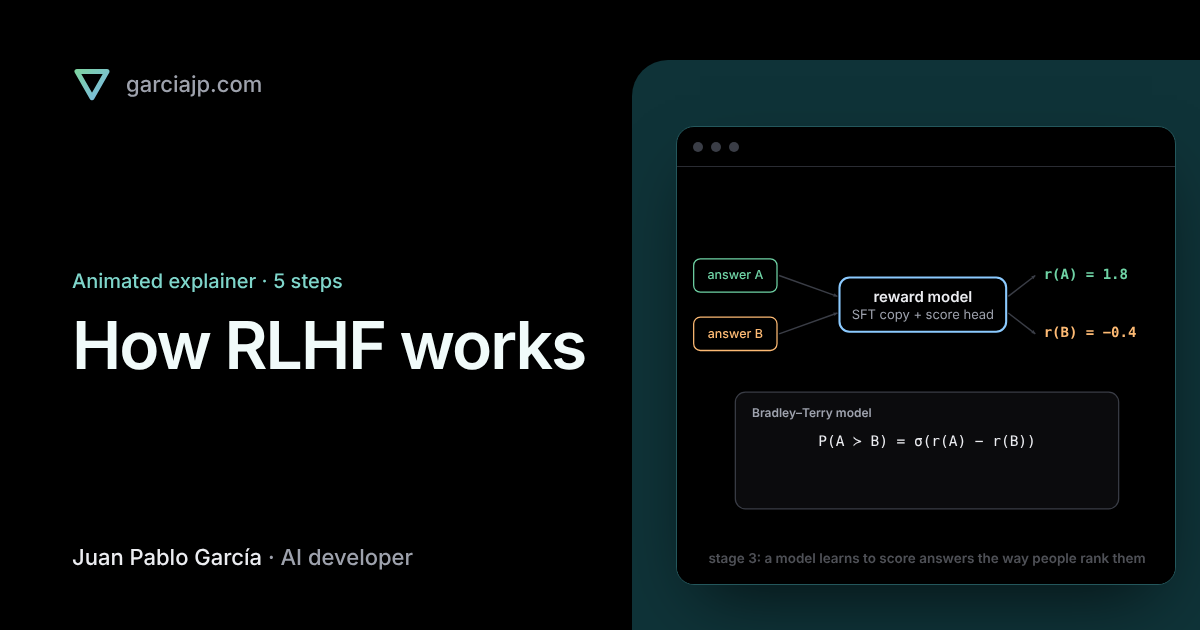 garciajp.com
Animated explainer · 5 steps
How RLHF works
Juan Pablo García · AI developer
answer A
answer B
reward model
SFT copy + score head
r(A) = 1.8
r(B) = −0.4
Bradley–Terry model
P(A ≻ B) = σ(r(A) − r(B))
stage 3: a model learns to score answers the way people rank them